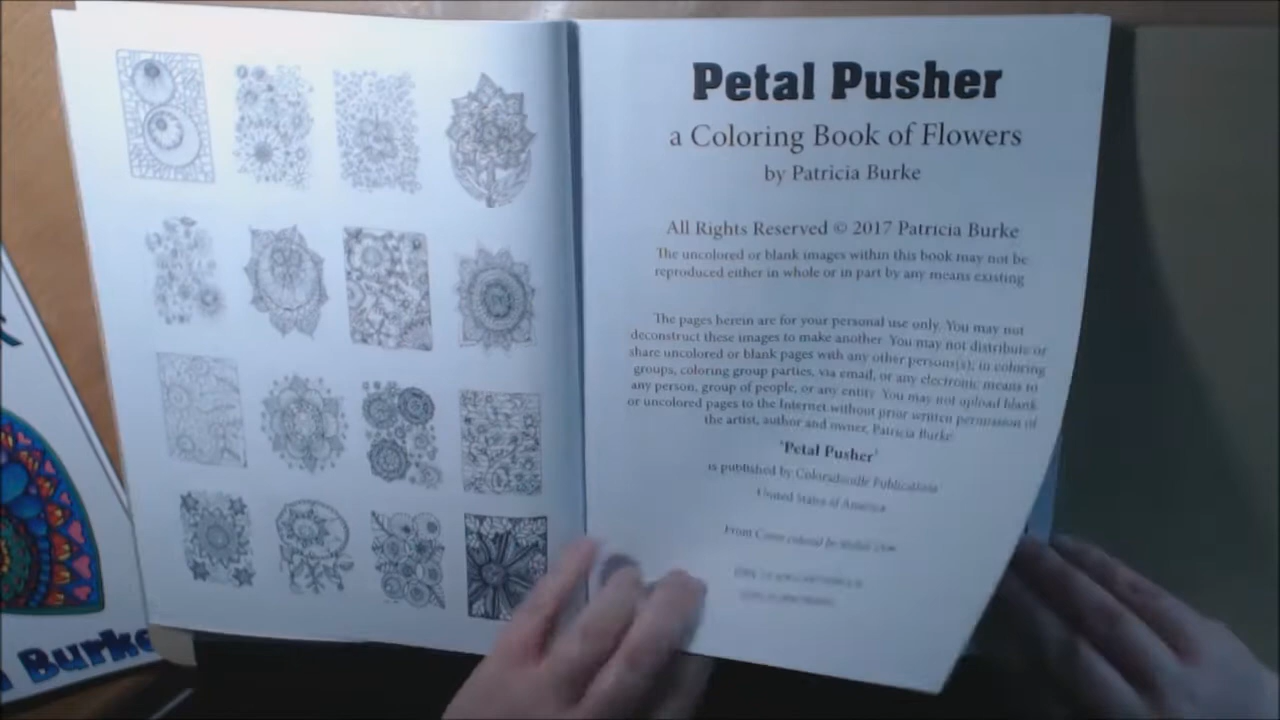 Petal Pusher
a Coloring Book of Flowers
by Patricia Burke
All Rights Reserved © 2017 Patricia Burke
The uncolored or blank images within this book may not be
reproduced either in whole or in part by any means existing
The pages herein are for your personal use only. You may not
deconstruct these images to make another. You may not distribute or
share uncolored or blank pages with any other persons(s); in coloring
groups, coloring group parties, via email, or any electronic means to
any person, group of people, or any entity. You may not upload blank
or uncolored pages to the Internet without prior written permission of
the artist, author and owner, Patricia Burke
'Petal Pusher'
is published by Publications
United States of America
colored by
Burke